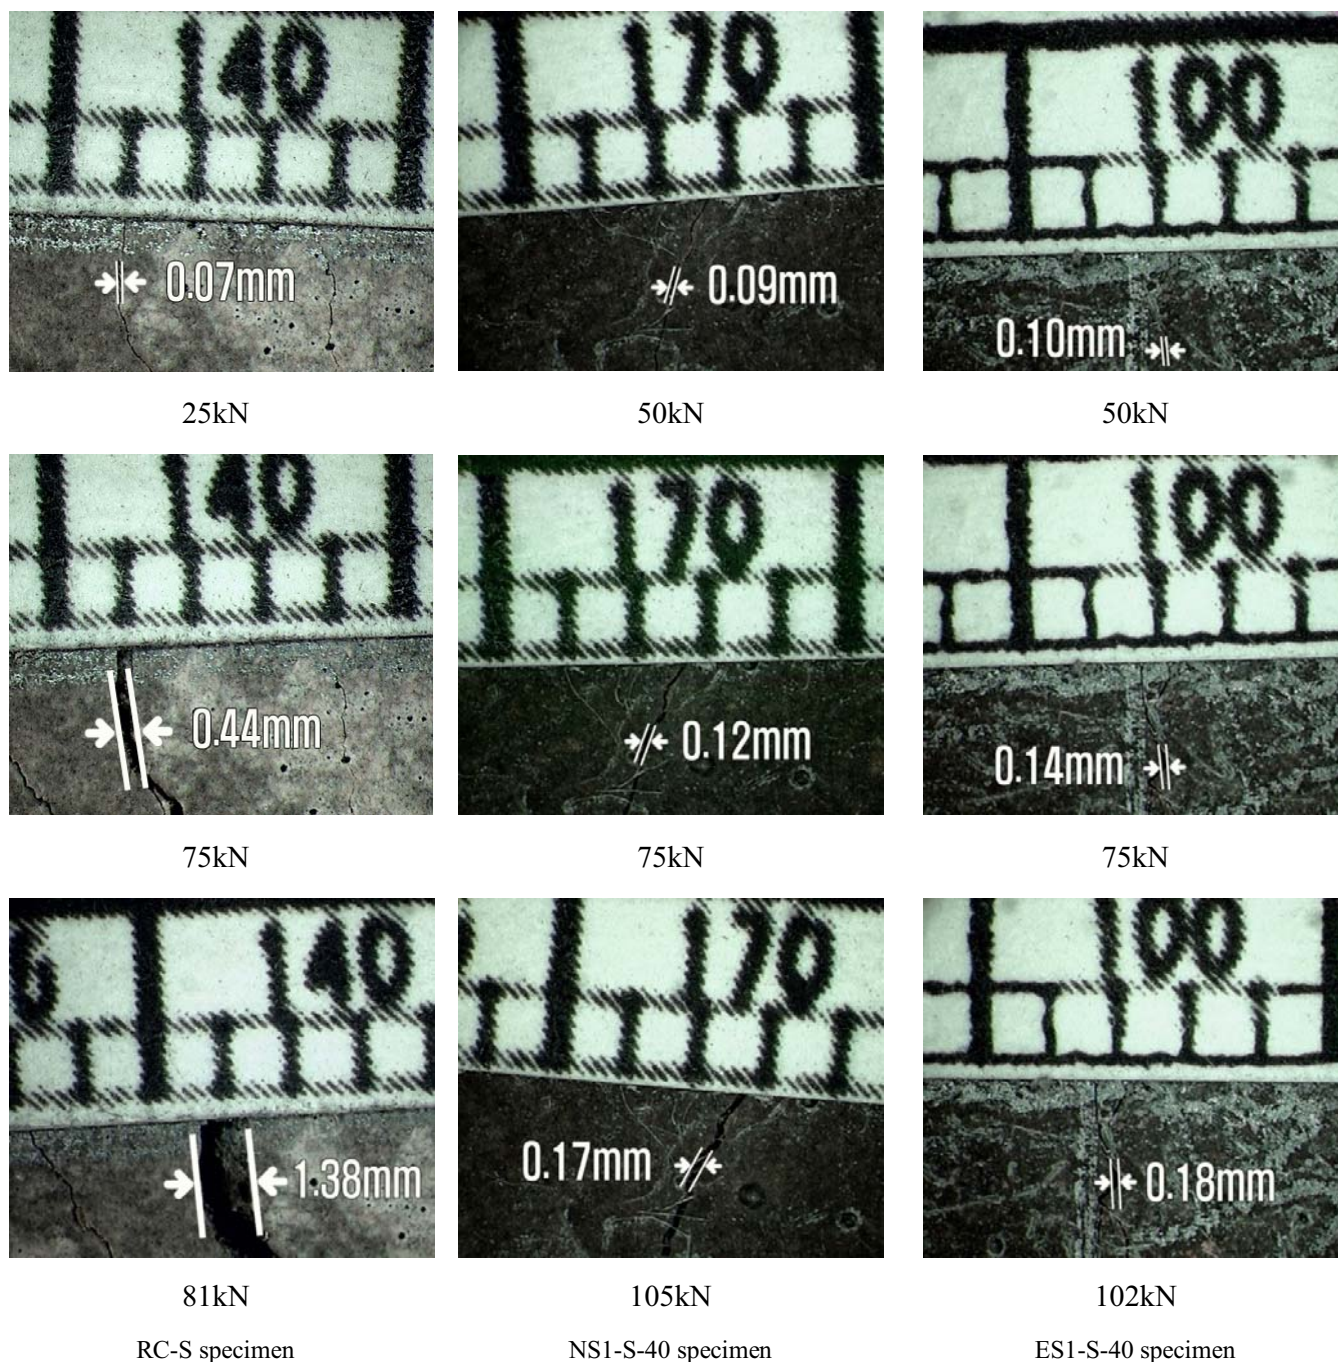 140
170
100
0.07mm
0.09mm
0.10mm
25kN
50kN
50kN
140
170
100
0.44mm
0.12mm
0.14mm
75kN
75kN
75kN
140
170
100
1.38mm
0.17mm
0.18mm
81kN
105kN
102kN
RC-S specimen
NS1-S-40 specimen
ES1-S-40 specimen